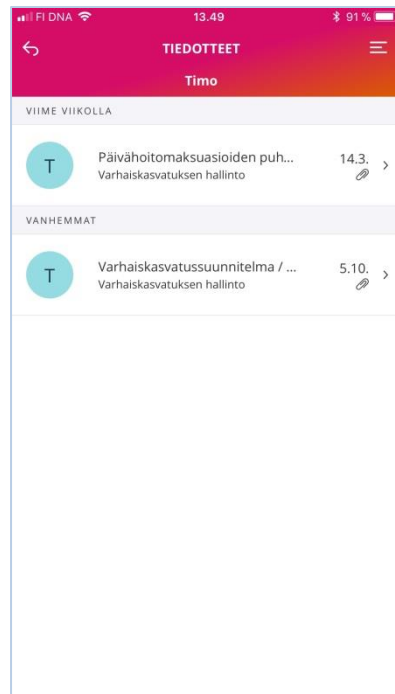 FI DNA 13.49 91 %
TIEDOTTEET
Timo
VIIME VIIKOLLA
T Päivähoitomaksuasioiden puh... 14.3.
Varhaiskasvatuksen hallinto
VANHEMMAT
T Varhaiskasvatussuunnitelma / ... 5.10.
Varhaiskasvatuksen hallinto